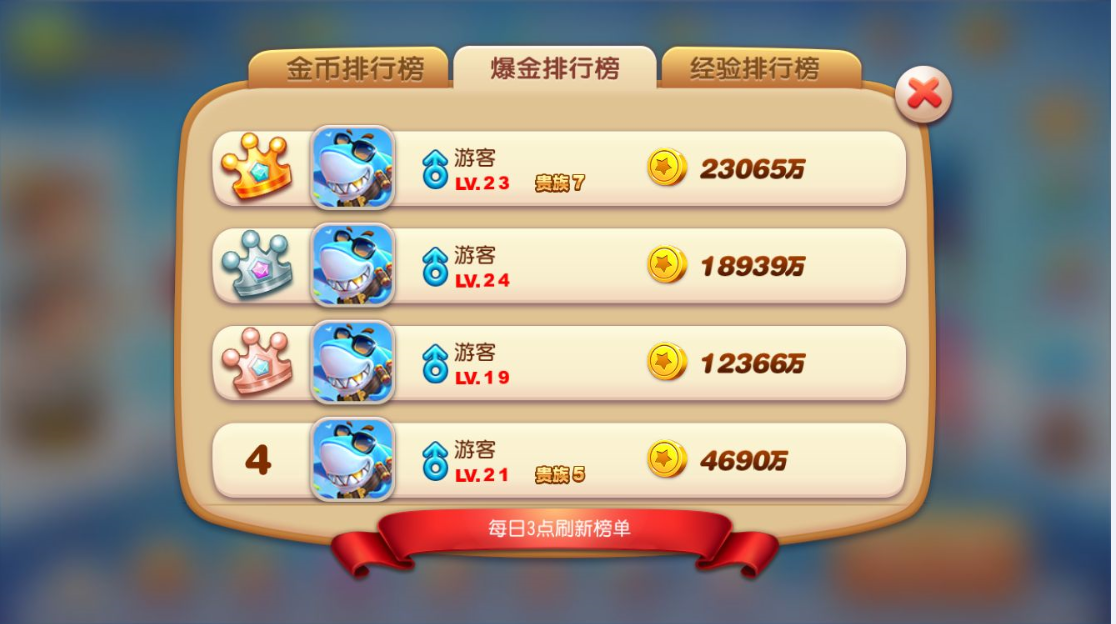 金币排行榜 爆金排行榜 经验排行榜
游客
LV.23 贵族7 23065万
游客
LV.24 18939万
游客
LV.19 12366万
4 游客
LV.21 贵族5 4690万
每日3点刷新榜单